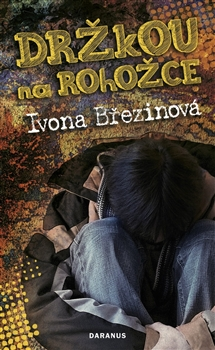 DRŽkOU
na ROhOŽCE
Ivona Březinová
DARANUS